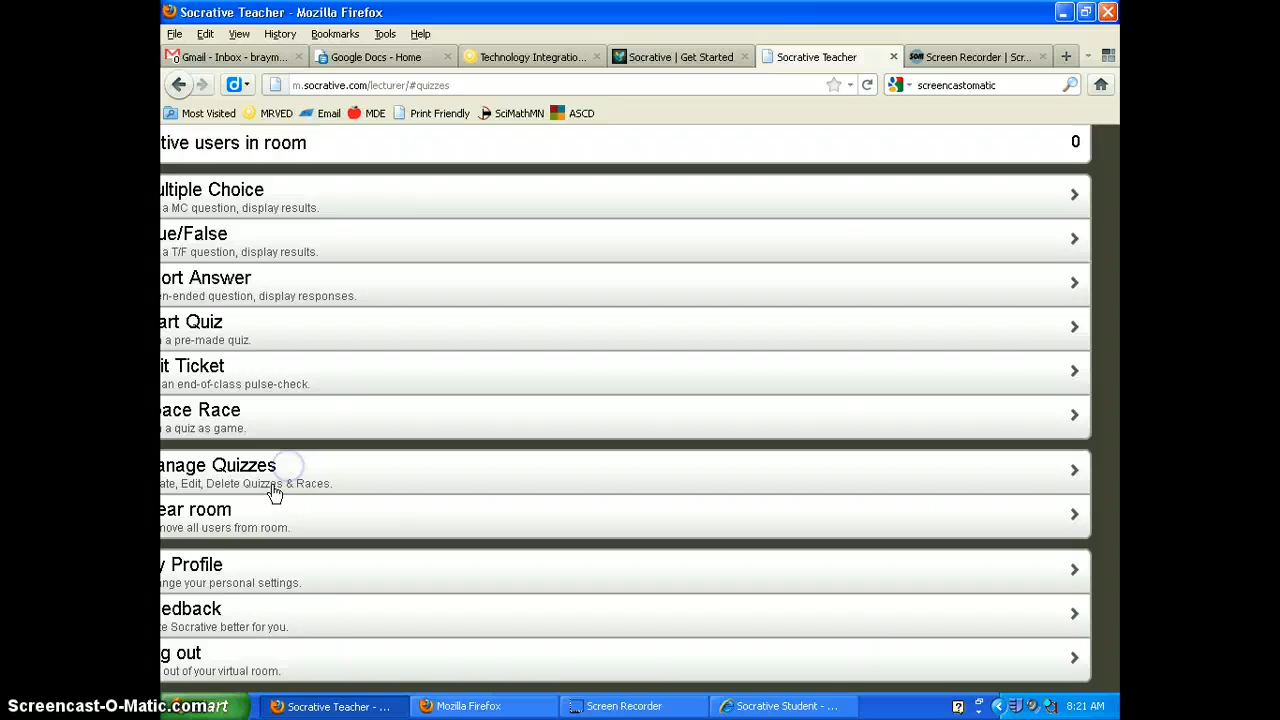 Socrative Teacher - Mozilla Firefox
File Edit View History Bookmarks Tools Help
Gmail - Inbox - braym... Google Docs - Home Technology Integratio... Socrative | Get Started Socrative Teacher Screen Recorder | Scr...
m.socrative.com/lecturer/#quizzes screencastomatic
Most Visited MRVED Email MDE Print Friendly SciMathMN ASCD
tive users in room 0
ultiple Choice
a MC question, display results.
ue/False
a T/F question, display results.
ort Answer
n-ended question, display responses.
art Quiz
a pre-made quiz.
it Ticket
an end-of-class pulse-check.
pace Race
a quiz as game.
anage Quizzes
ate, Edit, Delete Quizzes & Races.
ear room
move all users from room.
y Profile
nge your personal settings.
edback
e Socrative better for you.
g out
out of your virtual room.
Screencast-O-Matic.com art Socrative Teacher - ... Mozilla Firefox Screen Recorder Socrative Student - ... 8:21 AM